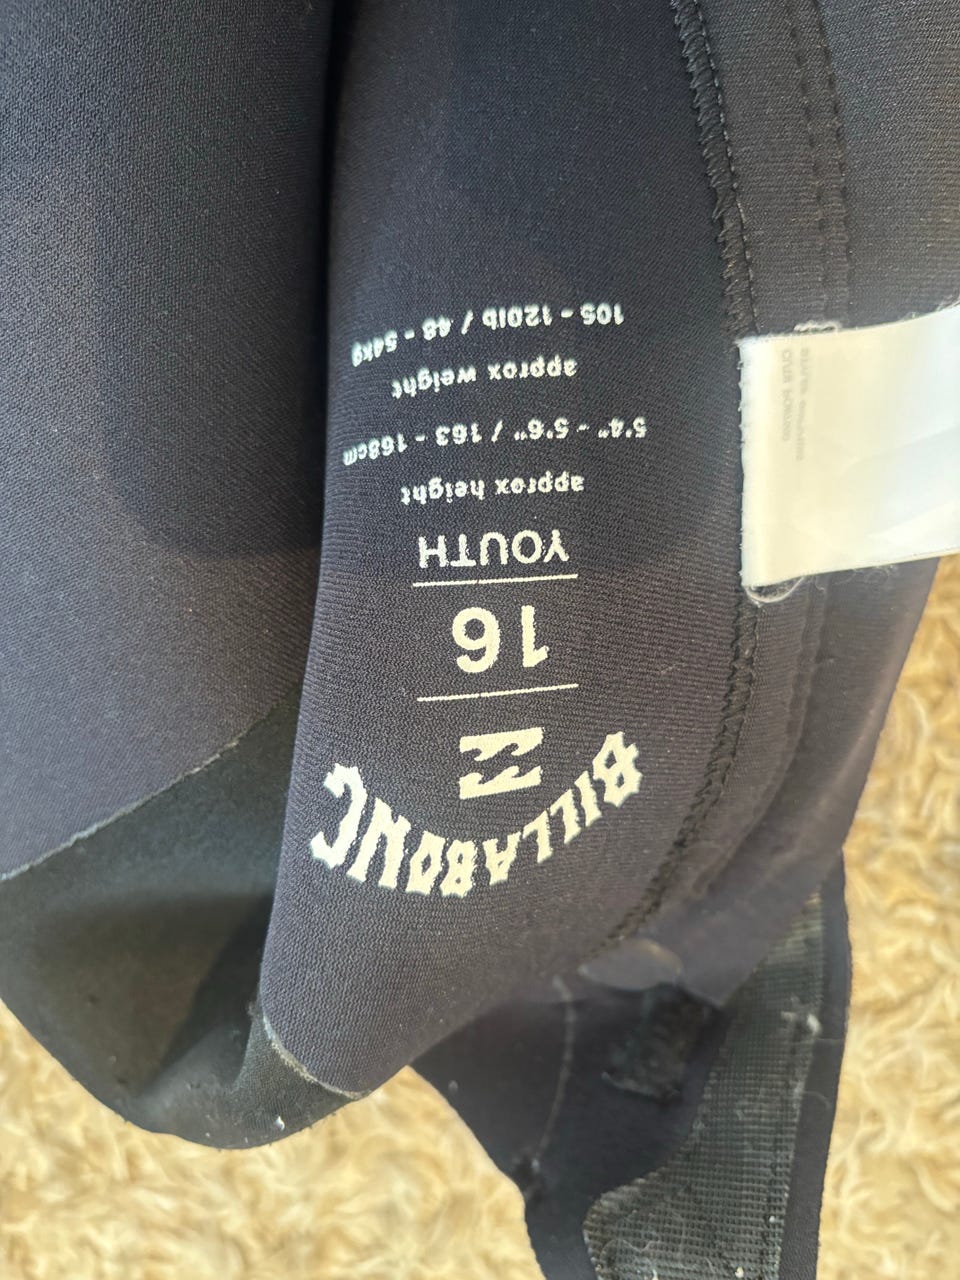 BILLABONG
16
YOUTH
approx height
5'4" - 5'6" / 163 - 168cm
approx weight
105 - 120lb / 48 - 54kg